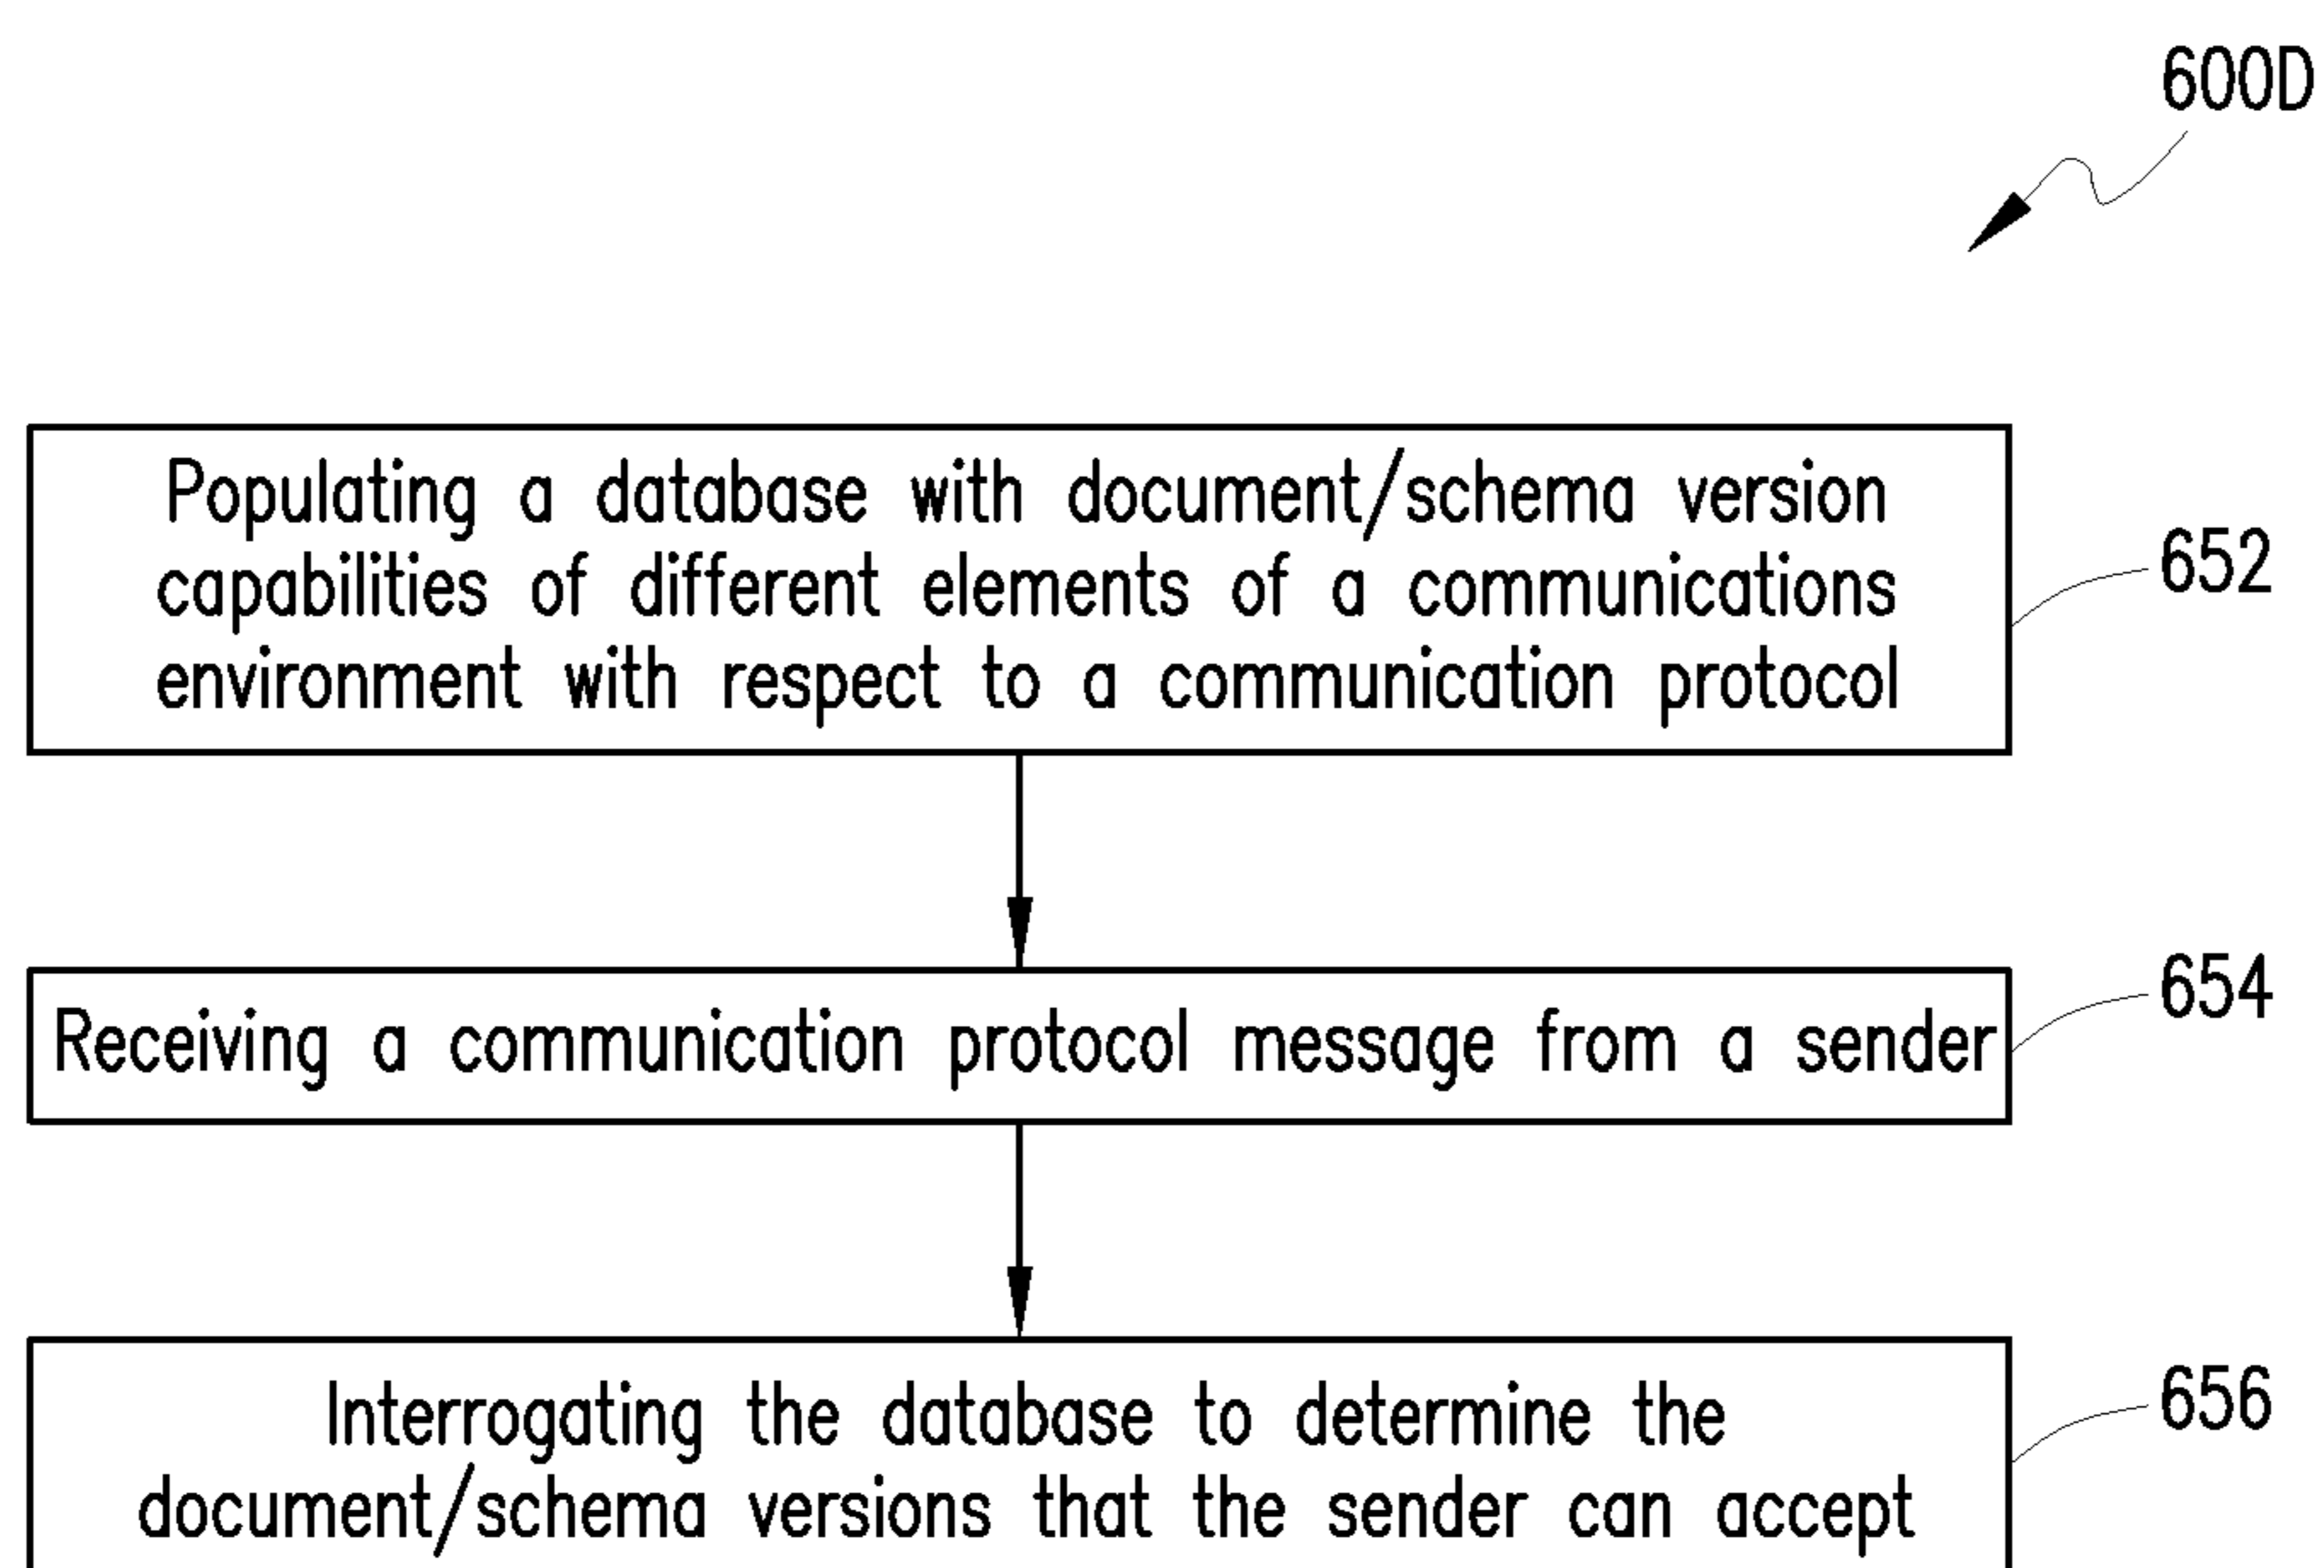 600D
Populating a database with document/schema version
capabilities of different elements of a communications
environment with respect to a communication protocol
652
Receiving a communication protocol message from a sender
654
Interrogating the database to determine the
document/schema versions that the sender can accept
656